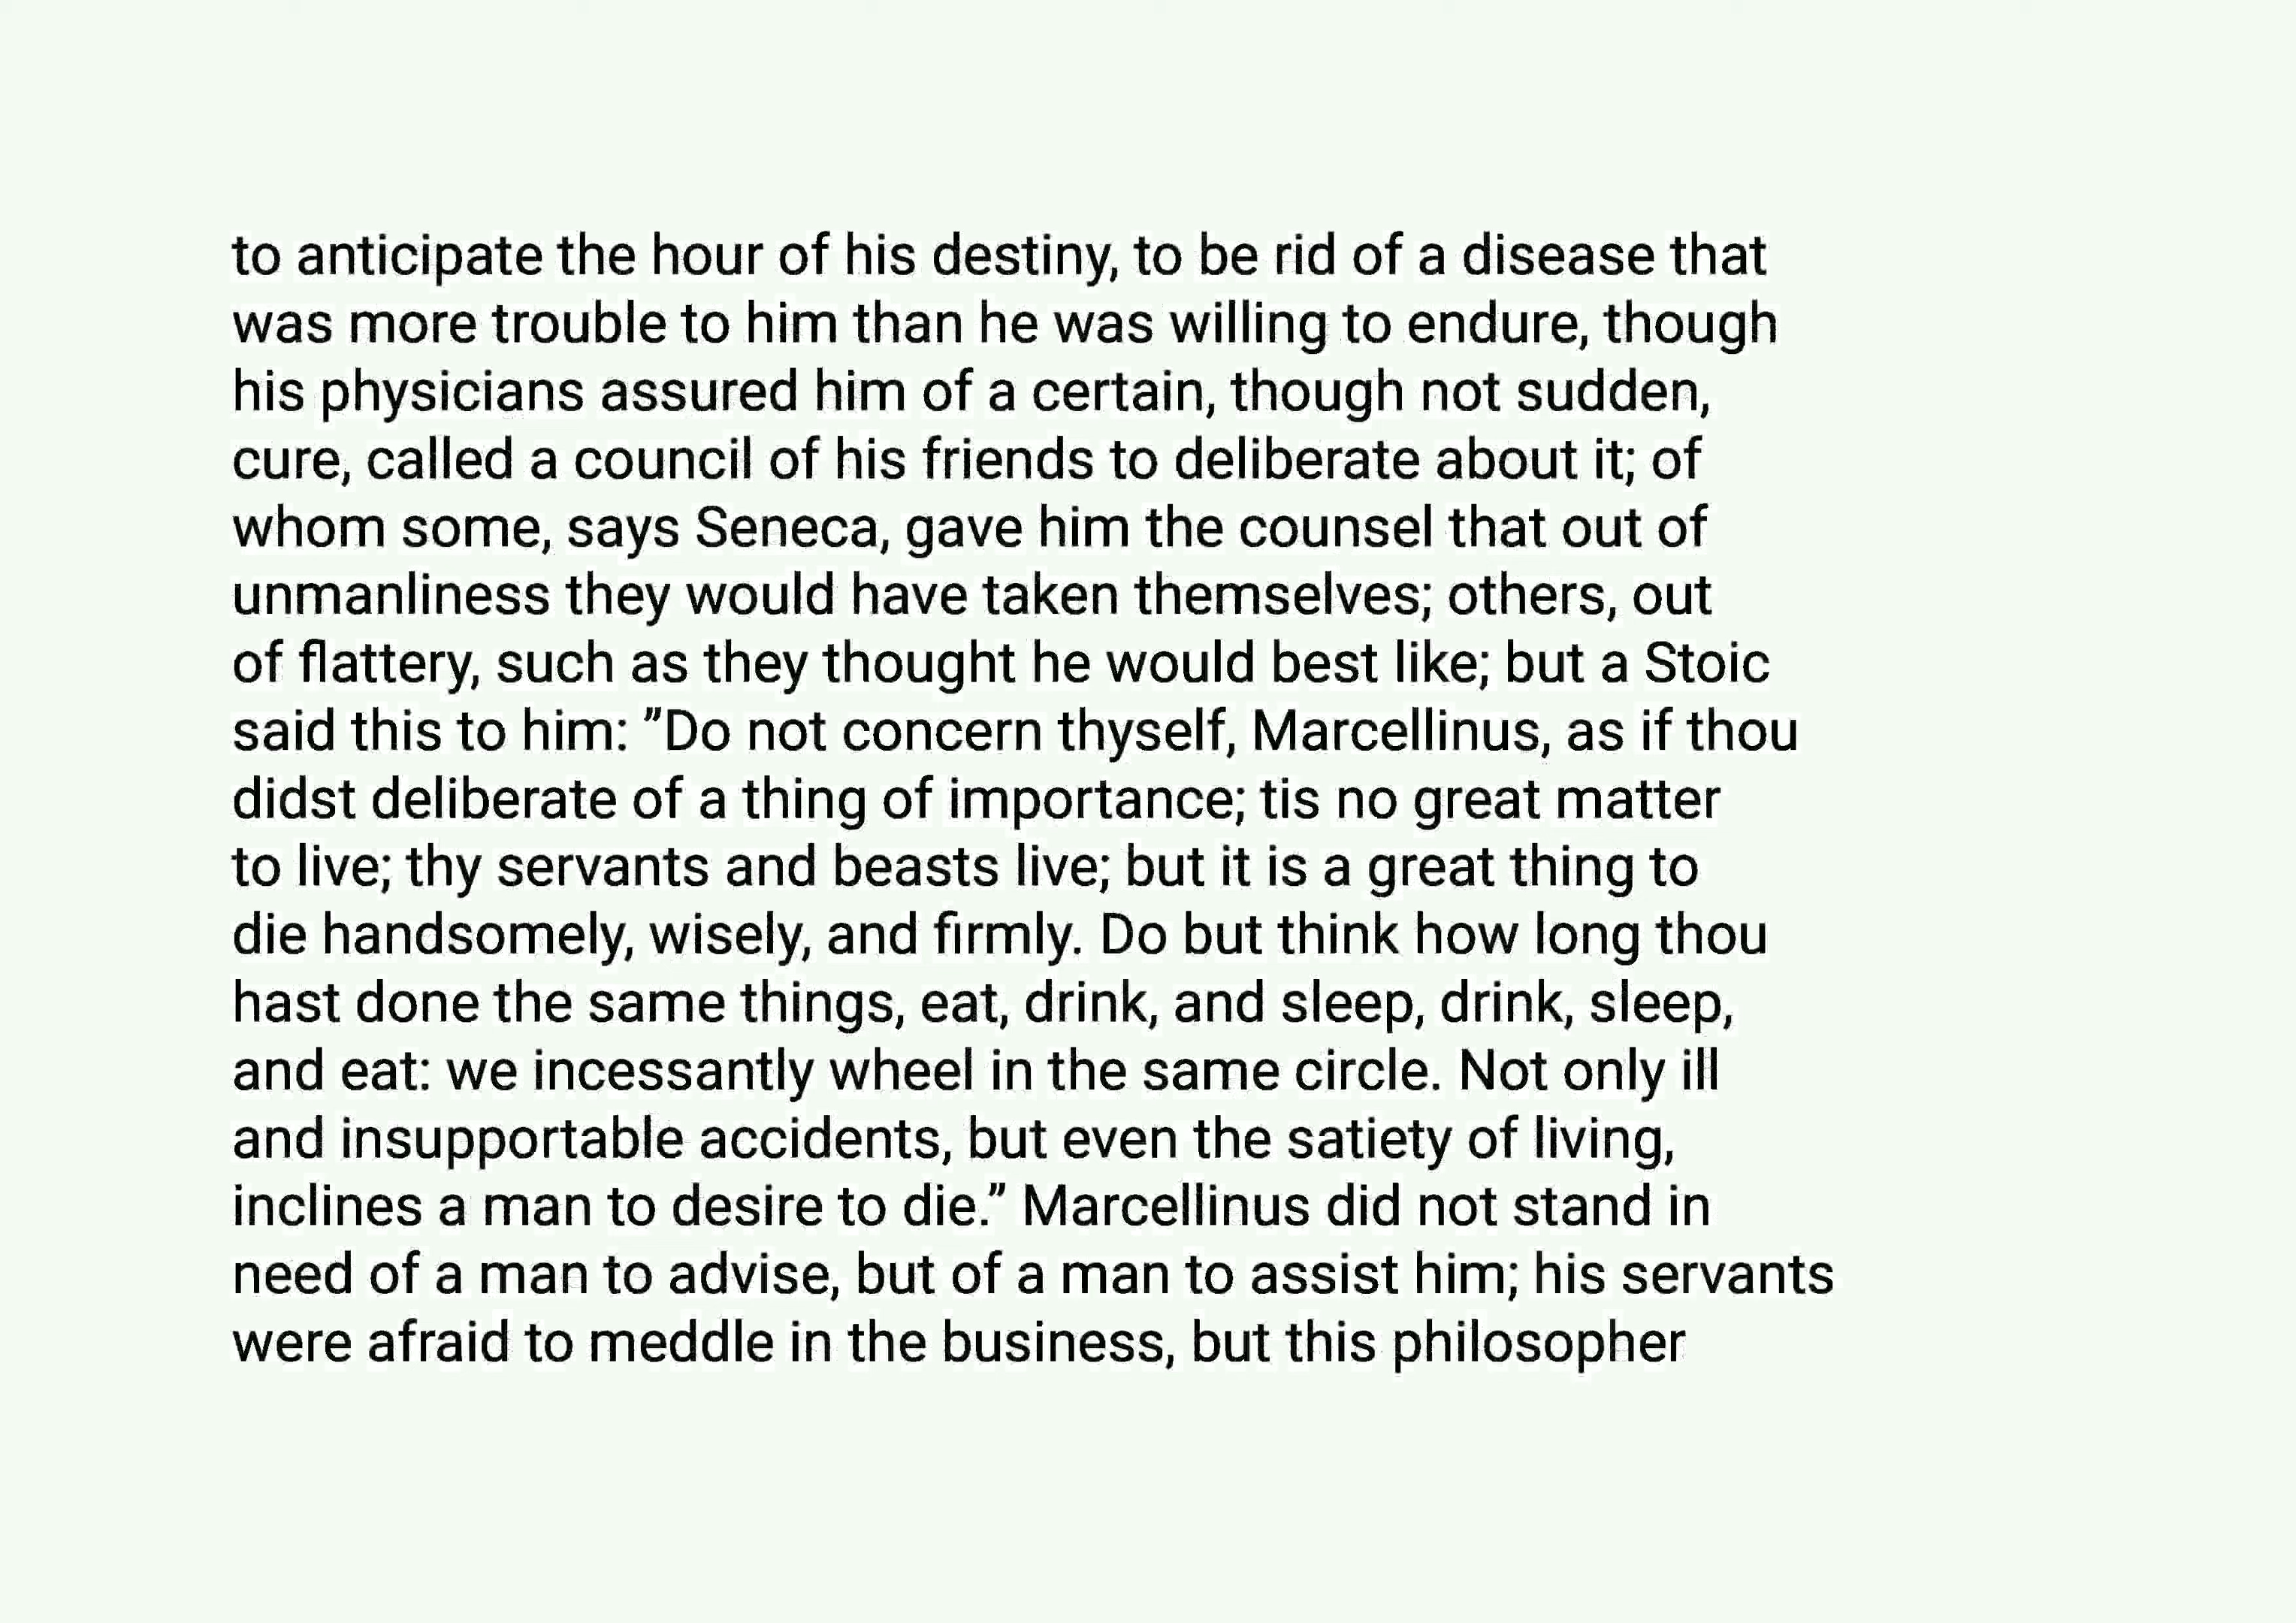 to anticipate the hour of his destiny, to be rid of a disease that
was more trouble to him than he was willing to endure, though
his physicians assured him of a certain, though not sudden,
cure, called a council of his friends to deliberate about it; of
whom some, says Seneca, gave him the counsel that out of
unmanliness they would have taken themselves; others, out
of flattery, such as they thought he would best like; but a Stoic
said this to him: ”Do not concern thyself, Marcellinus, as if thou
didst deliberate of a thing of importance; tis no great matter
to live; thy servants and beasts live; but it is a great thing to
die handsomely, wisely, and firmly. Do but think how long thou
hast done the same things, eat, drink, and sleep, drink, sleep,
and eat: we incessantly wheel in the same circle. Not only ill
and insupportable accidents, but even the satiety of living,
inclines a man to desire to die.” Marcellinus did not stand in
need of a man to advise, but of a man to assist him; his servants
were afraid to meddle in the business, but this philosopher